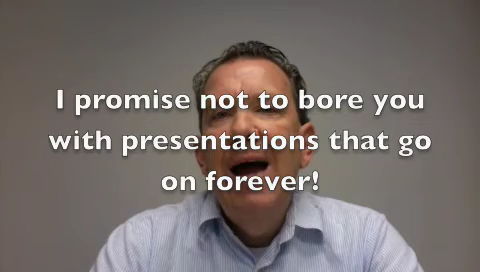 I promise not to bore you
with presentations that go
on forever!